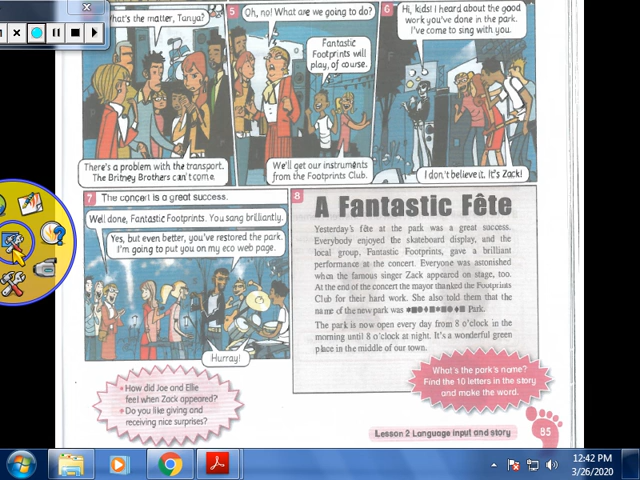 What's the matter, Tanya?
There's a problem with the transport.
The Britney Brothers can't come.
5
Oh, no! What are we going to do?
Fantastic
Footprints will
play, of course.
We'll get our instruments
from the Footprints Club.
6
Hi, kids! I heard about the good
work you've done in the park.
I've come to sing with you.
I don't believe it. It's Zack!
7 The concert is a great success.
Well done, Fantastic Footprints. You sang brilliantly.
Yes, but even better, you've restored the park.
I'm going to put you on my eco web page.
Hurray!
8
A Fantastic Fête
Yesterday's fête at the park was a great success.
Everybody enjoyed the skateboard display, and the
local group, Fantastic Footprints, gave a brilliant
performance at the concert. Everyone was astonished
when the famous singer Zack appeared on stage, too.
At the end of the concert the mayor thanked the Footprints
Club for their hard work. She also told them that the
name of the new park was Park.
The park is now open every day from 8 o'clock in the
morning until 8 o'clock at night. It's a wonderful green
place in the middle of our town.
• How did Joe and Ellie
feel when Zack appeared?
• Do you like giving and
receiving nice surprises?
What's the park's name?
Find the 10 letters in the story
and make the word.
Lesson 2 Language input and story
85
12:42 PM
3/26/2020